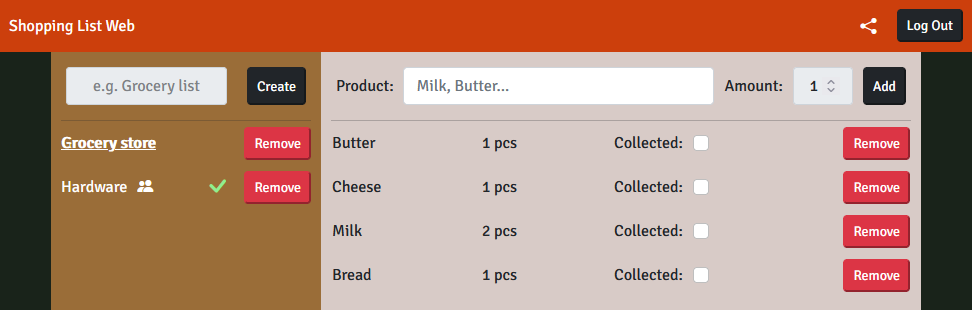 Shopping List Web
Log Out
e.g. Grocery list
Create
Product:
Milk, Butter...
Amount:
1
Add
Grocery store
Remove
Hardware
Remove
Butter
1 pcs
Collected:
Remove
Cheese
1 pcs
Collected:
Remove
Milk
2 pcs
Collected:
Remove
Bread
1 pcs
Collected:
Remove